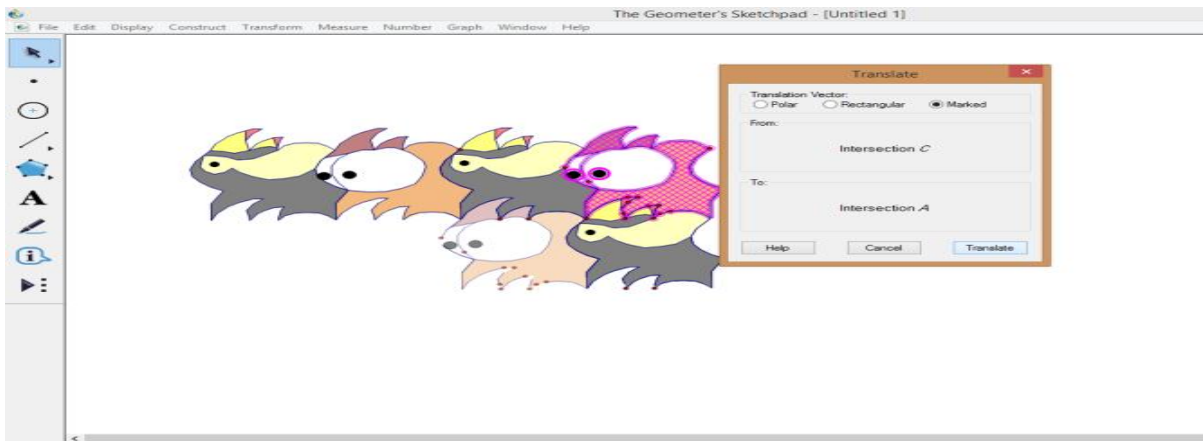 The Geometer's Sketchpad - [Untitled 1]
File Edit Display Construct Transform Measure Number Graph Window Help
Translate
Translation Vector:
Polar Rectangular Marked
From:
Intersection C
To:
Intersection A
Help Cancel Translate
A